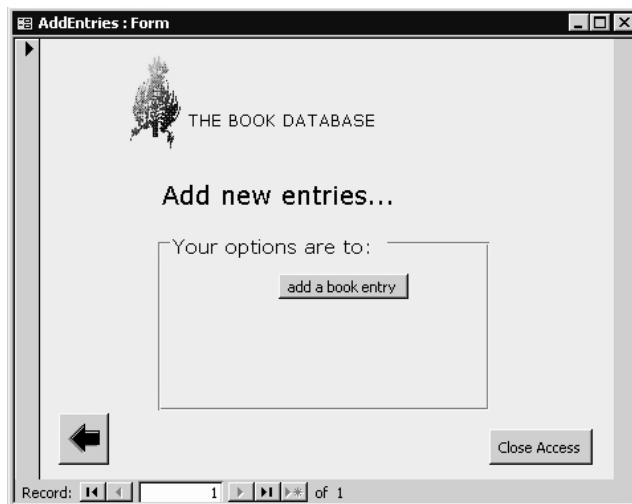 AddEntries : Form
THE BOOK DATABASE
Add new entries...
Your options are to:
add a book entry
Close Access
Record: 1 of 1